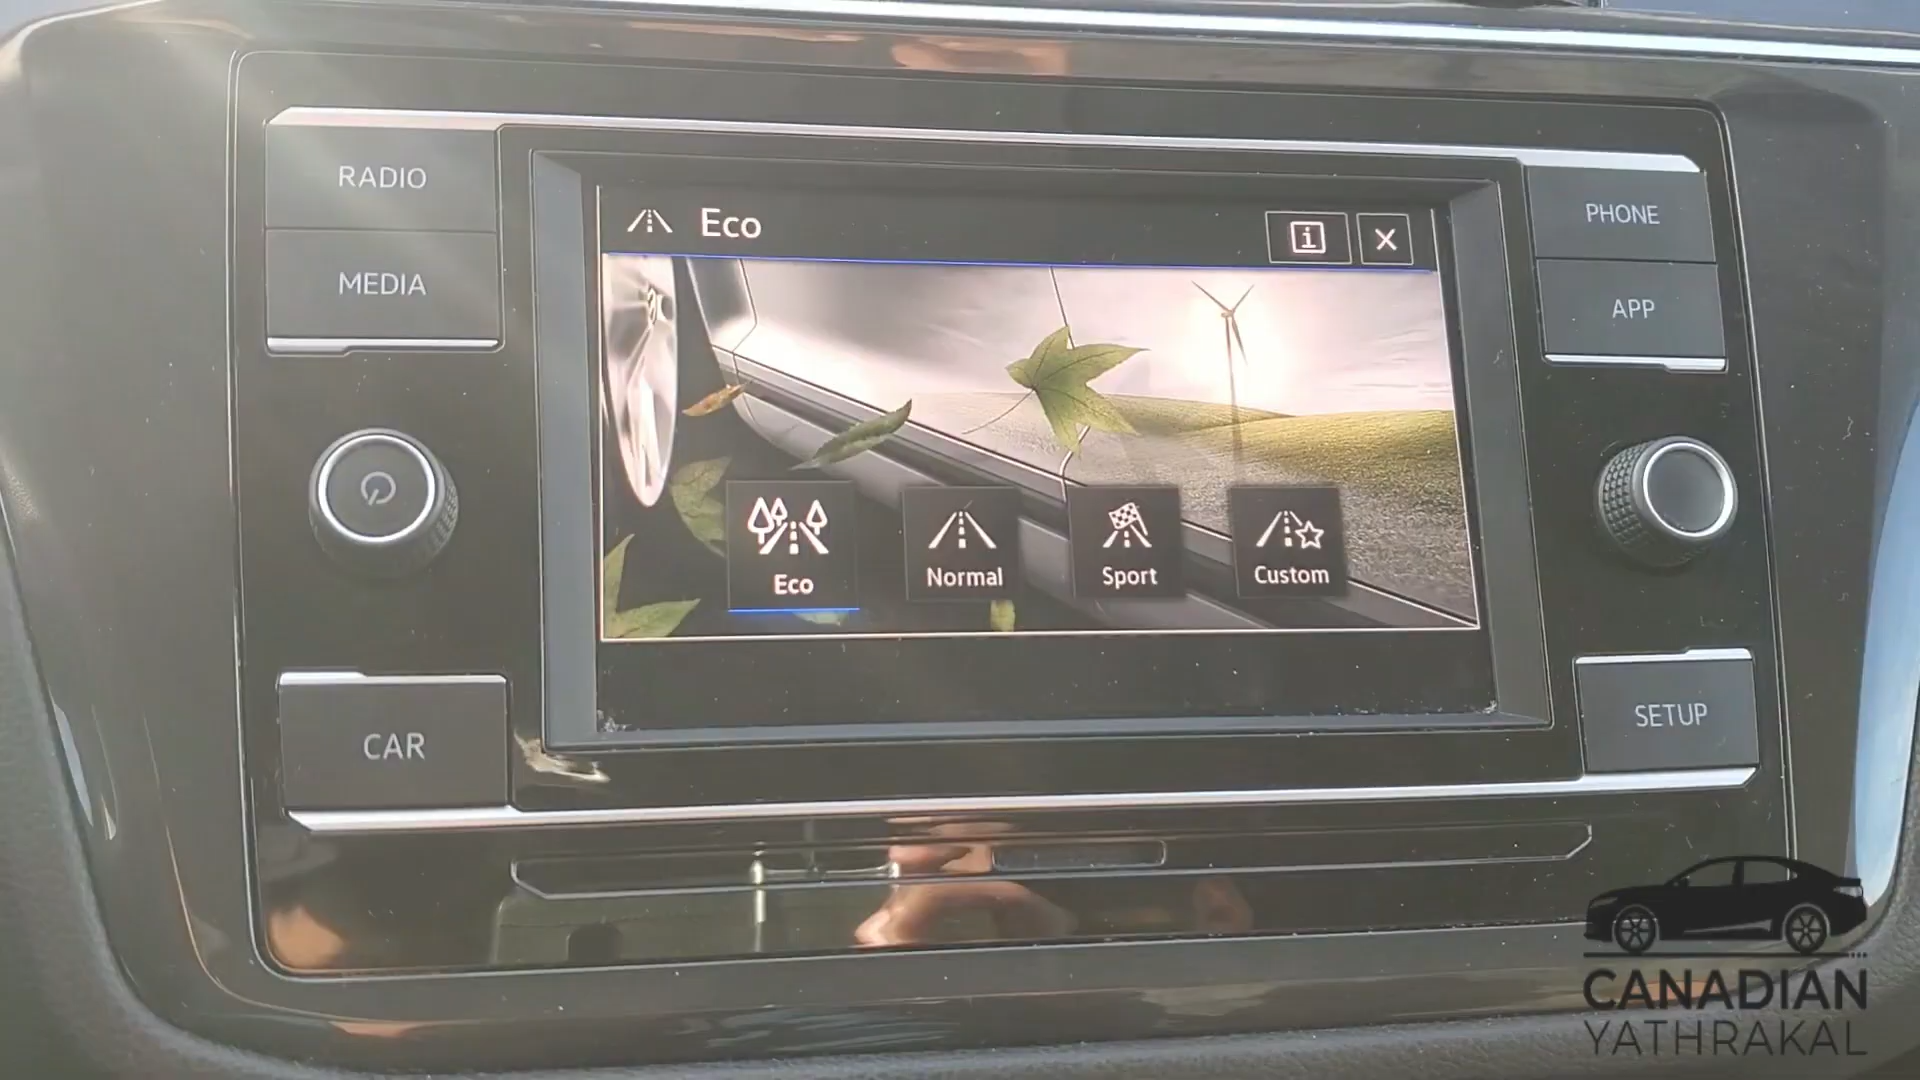 RADIO
MEDIA
CAR
Eco
i
X
Eco
Normal
Sport
Custom
PHONE
APP
SETUP
CANADIAN
YATHRAKAL